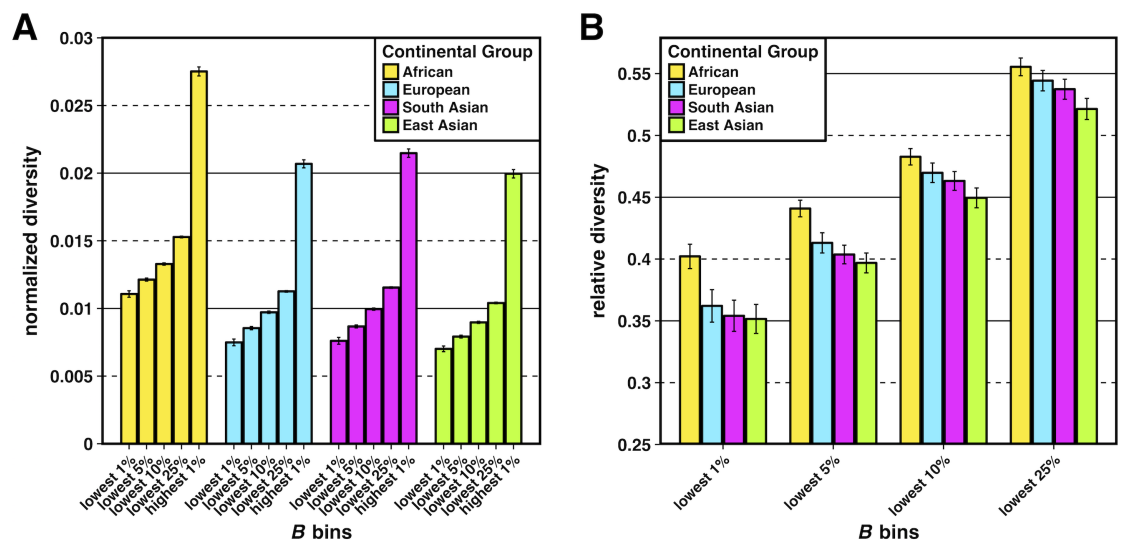 A
normalized diversity
0.03
0.025
0.02
0.015
0.01
0.005
0
Continental Group
African
European
South Asian
East Asian
lowest 1%
lowest 5%
lowest 10%
lowest 25%
highest 1%
lowest 1%
lowest 5%
lowest 10%
lowest 25%
highest 1%
lowest 1%
lowest 5%
lowest 10%
lowest 25%
highest 1%
lowest 1%
lowest 5%
lowest 10%
lowest 25%
highest 1%
B bins
B
relative diversity
0.55
0.5
0.45
0.4
0.35
0.3
0.25
Continental Group
African
European
South Asian
East Asian
lowest 1%
lowest 5%
lowest 10%
lowest 25%
B bins